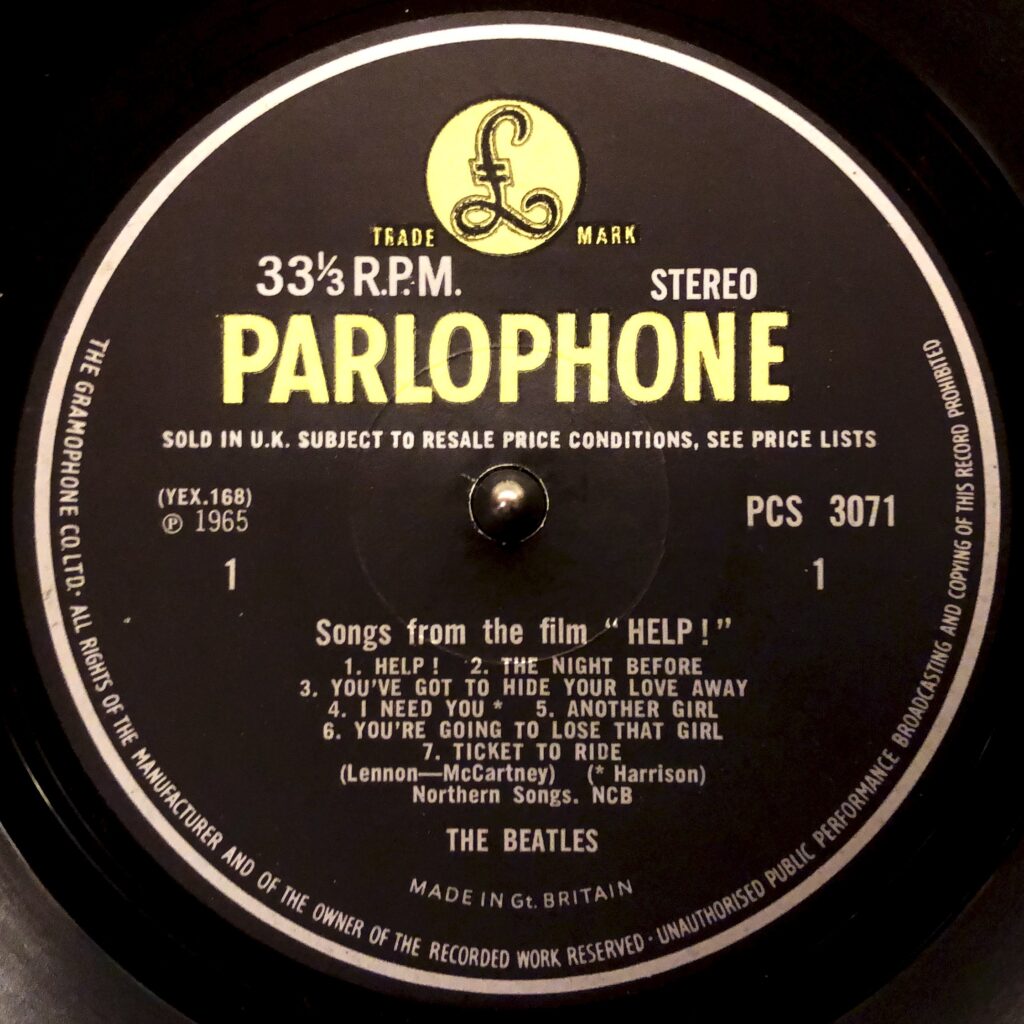 £
TRADE MARK
33⅓ R.P.M. STEREO
PARLOPHONE
SOLD IN U.K. SUBJECT TO RESALE PRICE CONDITIONS, SEE PRICE LISTS
(YEX.168)
℗ 1965
PCS 3071
1 1
Songs from the film “HELP!”
1. HELP! 2. THE NIGHT BEFORE
3. YOU'VE GOT TO HIDE YOUR LOVE AWAY
4. I NEED YOU * 5. ANOTHER GIRL
6. YOU'RE GOING TO LOSE THAT GIRL
7. TICKET TO RIDE
(Lennon—McCartney) (* Harrison)
Northern Songs. NCB
THE BEATLES
MADE IN Gt. BRITAIN
THE GRAMOPHONE CO. LTD. · ALL RIGHTS OF THE MANUFACTURER AND OF THE OWNER OF THE RECORDED WORK RESERVED · UNAUTHORISED PUBLIC PERFORMANCE BROADCASTING AND COPYING OF THIS RECORD PROHIBITED